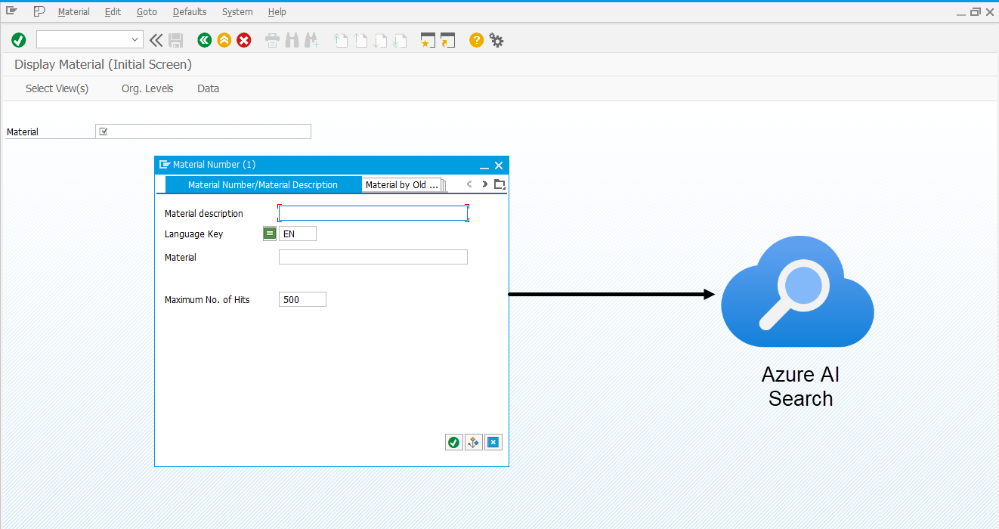 Material Edit Goto Defaults System Help
Display Material (Initial Screen)
Select View(s) Org. Levels Data
Material
Material Number (1)
Material Number/Material Description Material by Old ...
Material description
Language Key = EN
Material
Maximum No. of Hits 500
Azure AI
Search